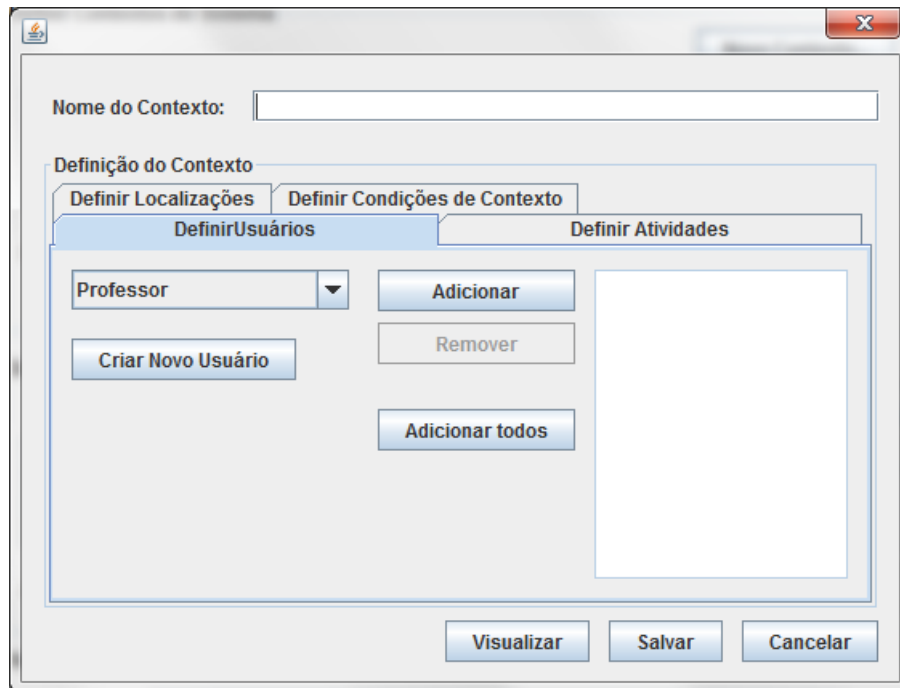 Nome do Contexto:
Definição do Contexto
Definir Localizações
Definir Condições de Contexto
DefinirUsuários
Definir Atividades
Professor
Adicionar
Remover
Criar Novo Usuário
Adicionar todos
Visualizar
Salvar
Cancelar